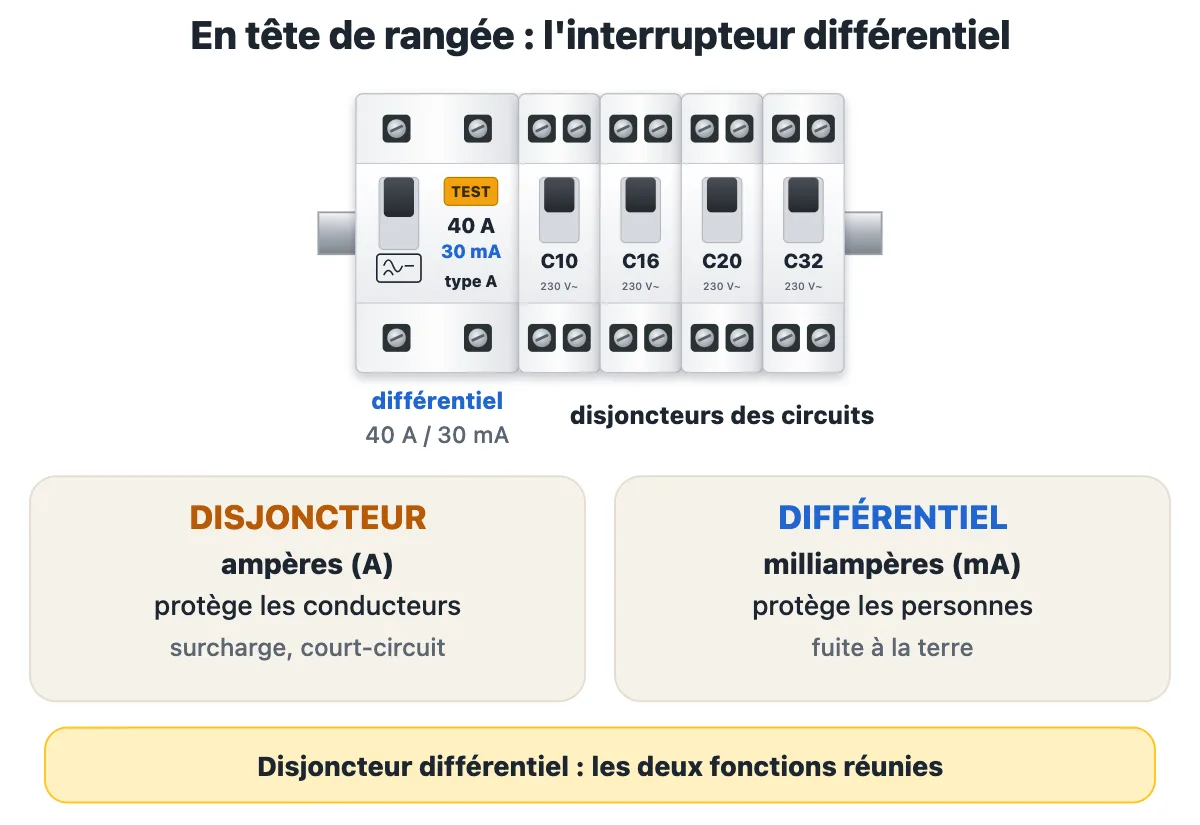 En tête de rangée : l'interrupteur différentiel
TEST
40 A
30 mA
type A
C10
230 V~
C16
230 V~
C20
230 V~
C32
230 V~
différentiel
40 A / 30 mA
disjoncteurs des circuits
DISJONCTEUR
ampères (A)
protège les conducteurs
surcharge, court-circuit
DIFFÉRENTIEL
milliampères (mA)
protège les personnes
fuite à la terre
Disjoncteur différentiel : les deux fonctions réunies